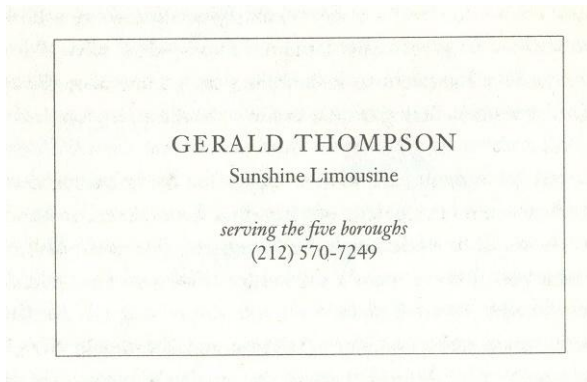 GERALD THOMPSON
Sunshine Limousine
serving the five boroughs
(212) 570-7249